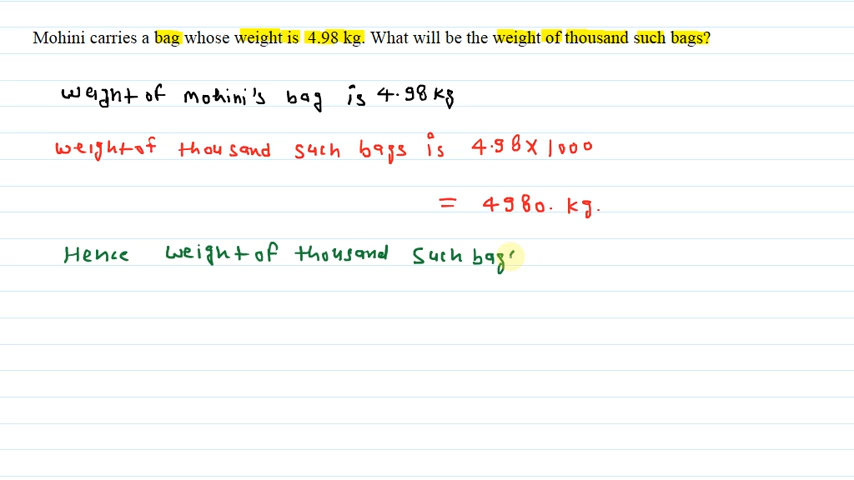 Mohini carries a bag whose weight is 4.98 kg. What will be the weight of thousand such bags?
weight of mohini's bag is 4.98 kg
weight of thousand such bags is 4.98 × 1000
= 4980. kg.
Hence weight of thousand such bags